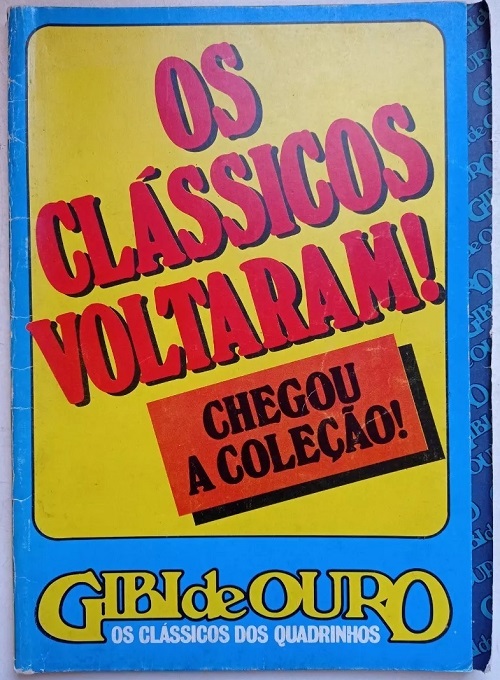 OS
CLÁSSICOS
VOLTARAM!
CHEGOU
A COLEÇÃO!
GIBI de OURO
OS CLÁSSICOS DOS QUADRINHOS